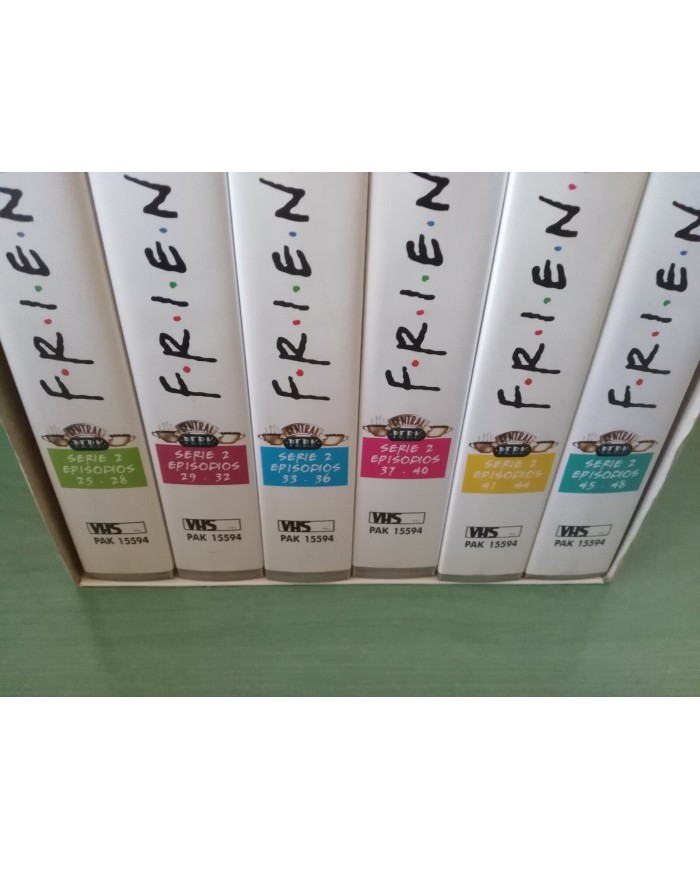 F·R·I·E·N
CENTRAL
PERK
SERIE 2
EPISODIOS
25 - 28
VHS
PAK 15594
F·R·I·E·N
CENTRAL
PERK
SERIE 2
EPISODIOS
29 - 32
VHS
PAK 15594
F·R·I·E·N
CENTRAL
PERK
SERIE 2
EPISODIOS
33 - 36
VHS
PAK 15594
F·R·I·E·N
CENTRAL
PERK
SERIE 2
EPISODIOS
37 - 40
VHS
PAK 15594
F·R·I·E·N·
CENTRAL
PERK
SERIE 2
EPISODIOS
41 - 44
VHS
PAK 15594
F·R·I·E·N
CENTRAL
PERK
SERIE 2
EPISODIOS
45 - 48
VHS
PAK 15594